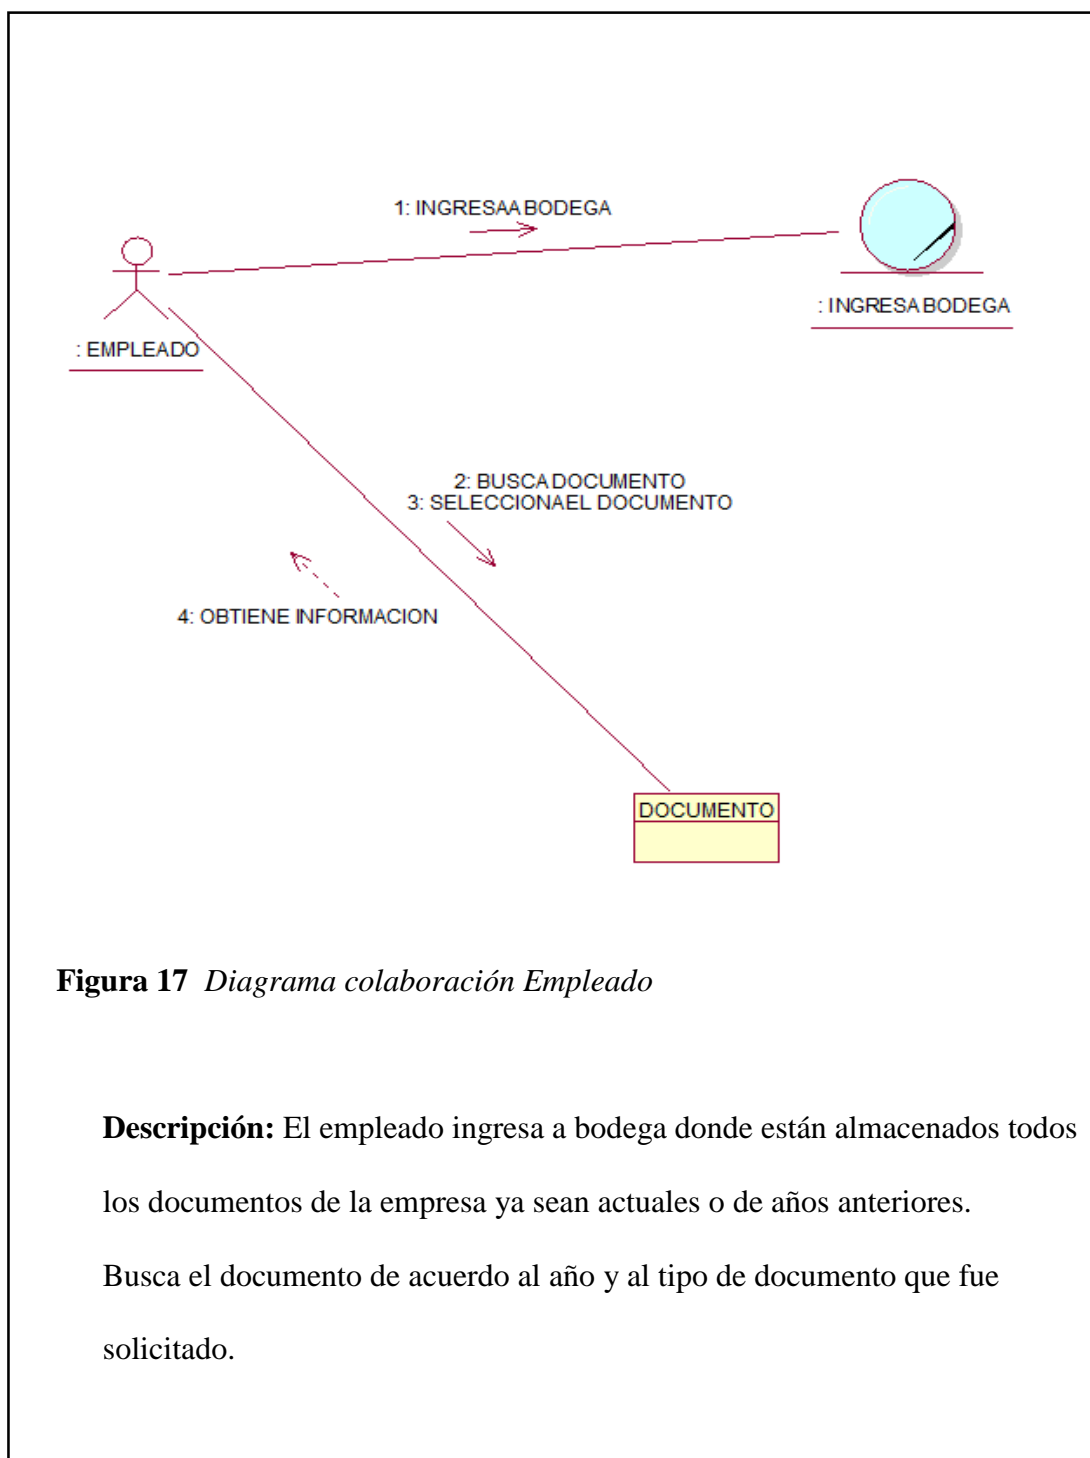 1: INGRESAA BODEGA
: INGRESA BODEGA
: EMPLEADO
2: BUSCA DOCUMENTO
3: SELECCIONAEL DOCUMENTO
4: OBTIENE INFORMACION
DOCUMENTO
Figura 17 Diagrama colaboración Empleado
Descripción: El empleado ingresa a bodega donde están almacenados todos
los documentos de la empresa ya sean actuales o de años anteriores.
Busca el documento de acuerdo al año y al tipo de documento que fue
solicitado.